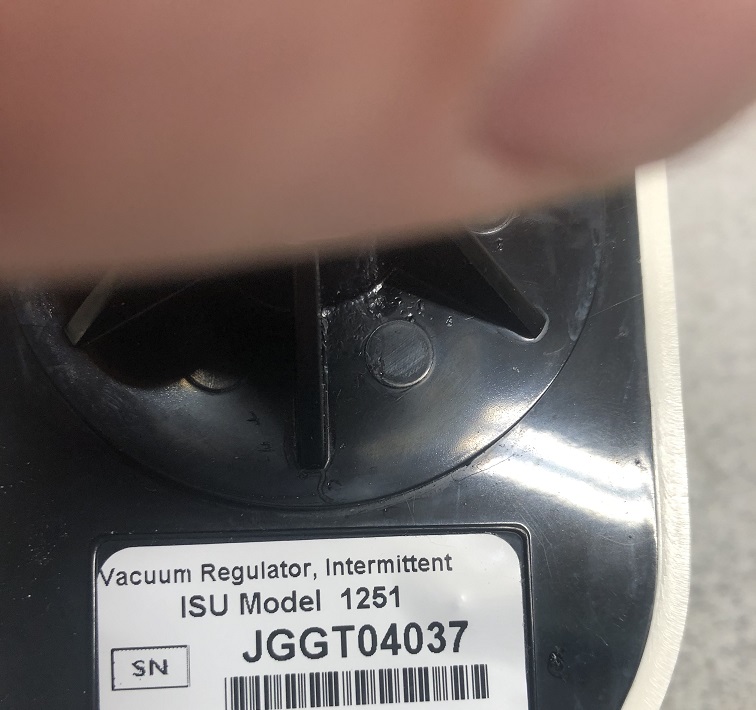 Vacuum Regulator, Intermittent
ISU Model 1251
JGGT04037
SN